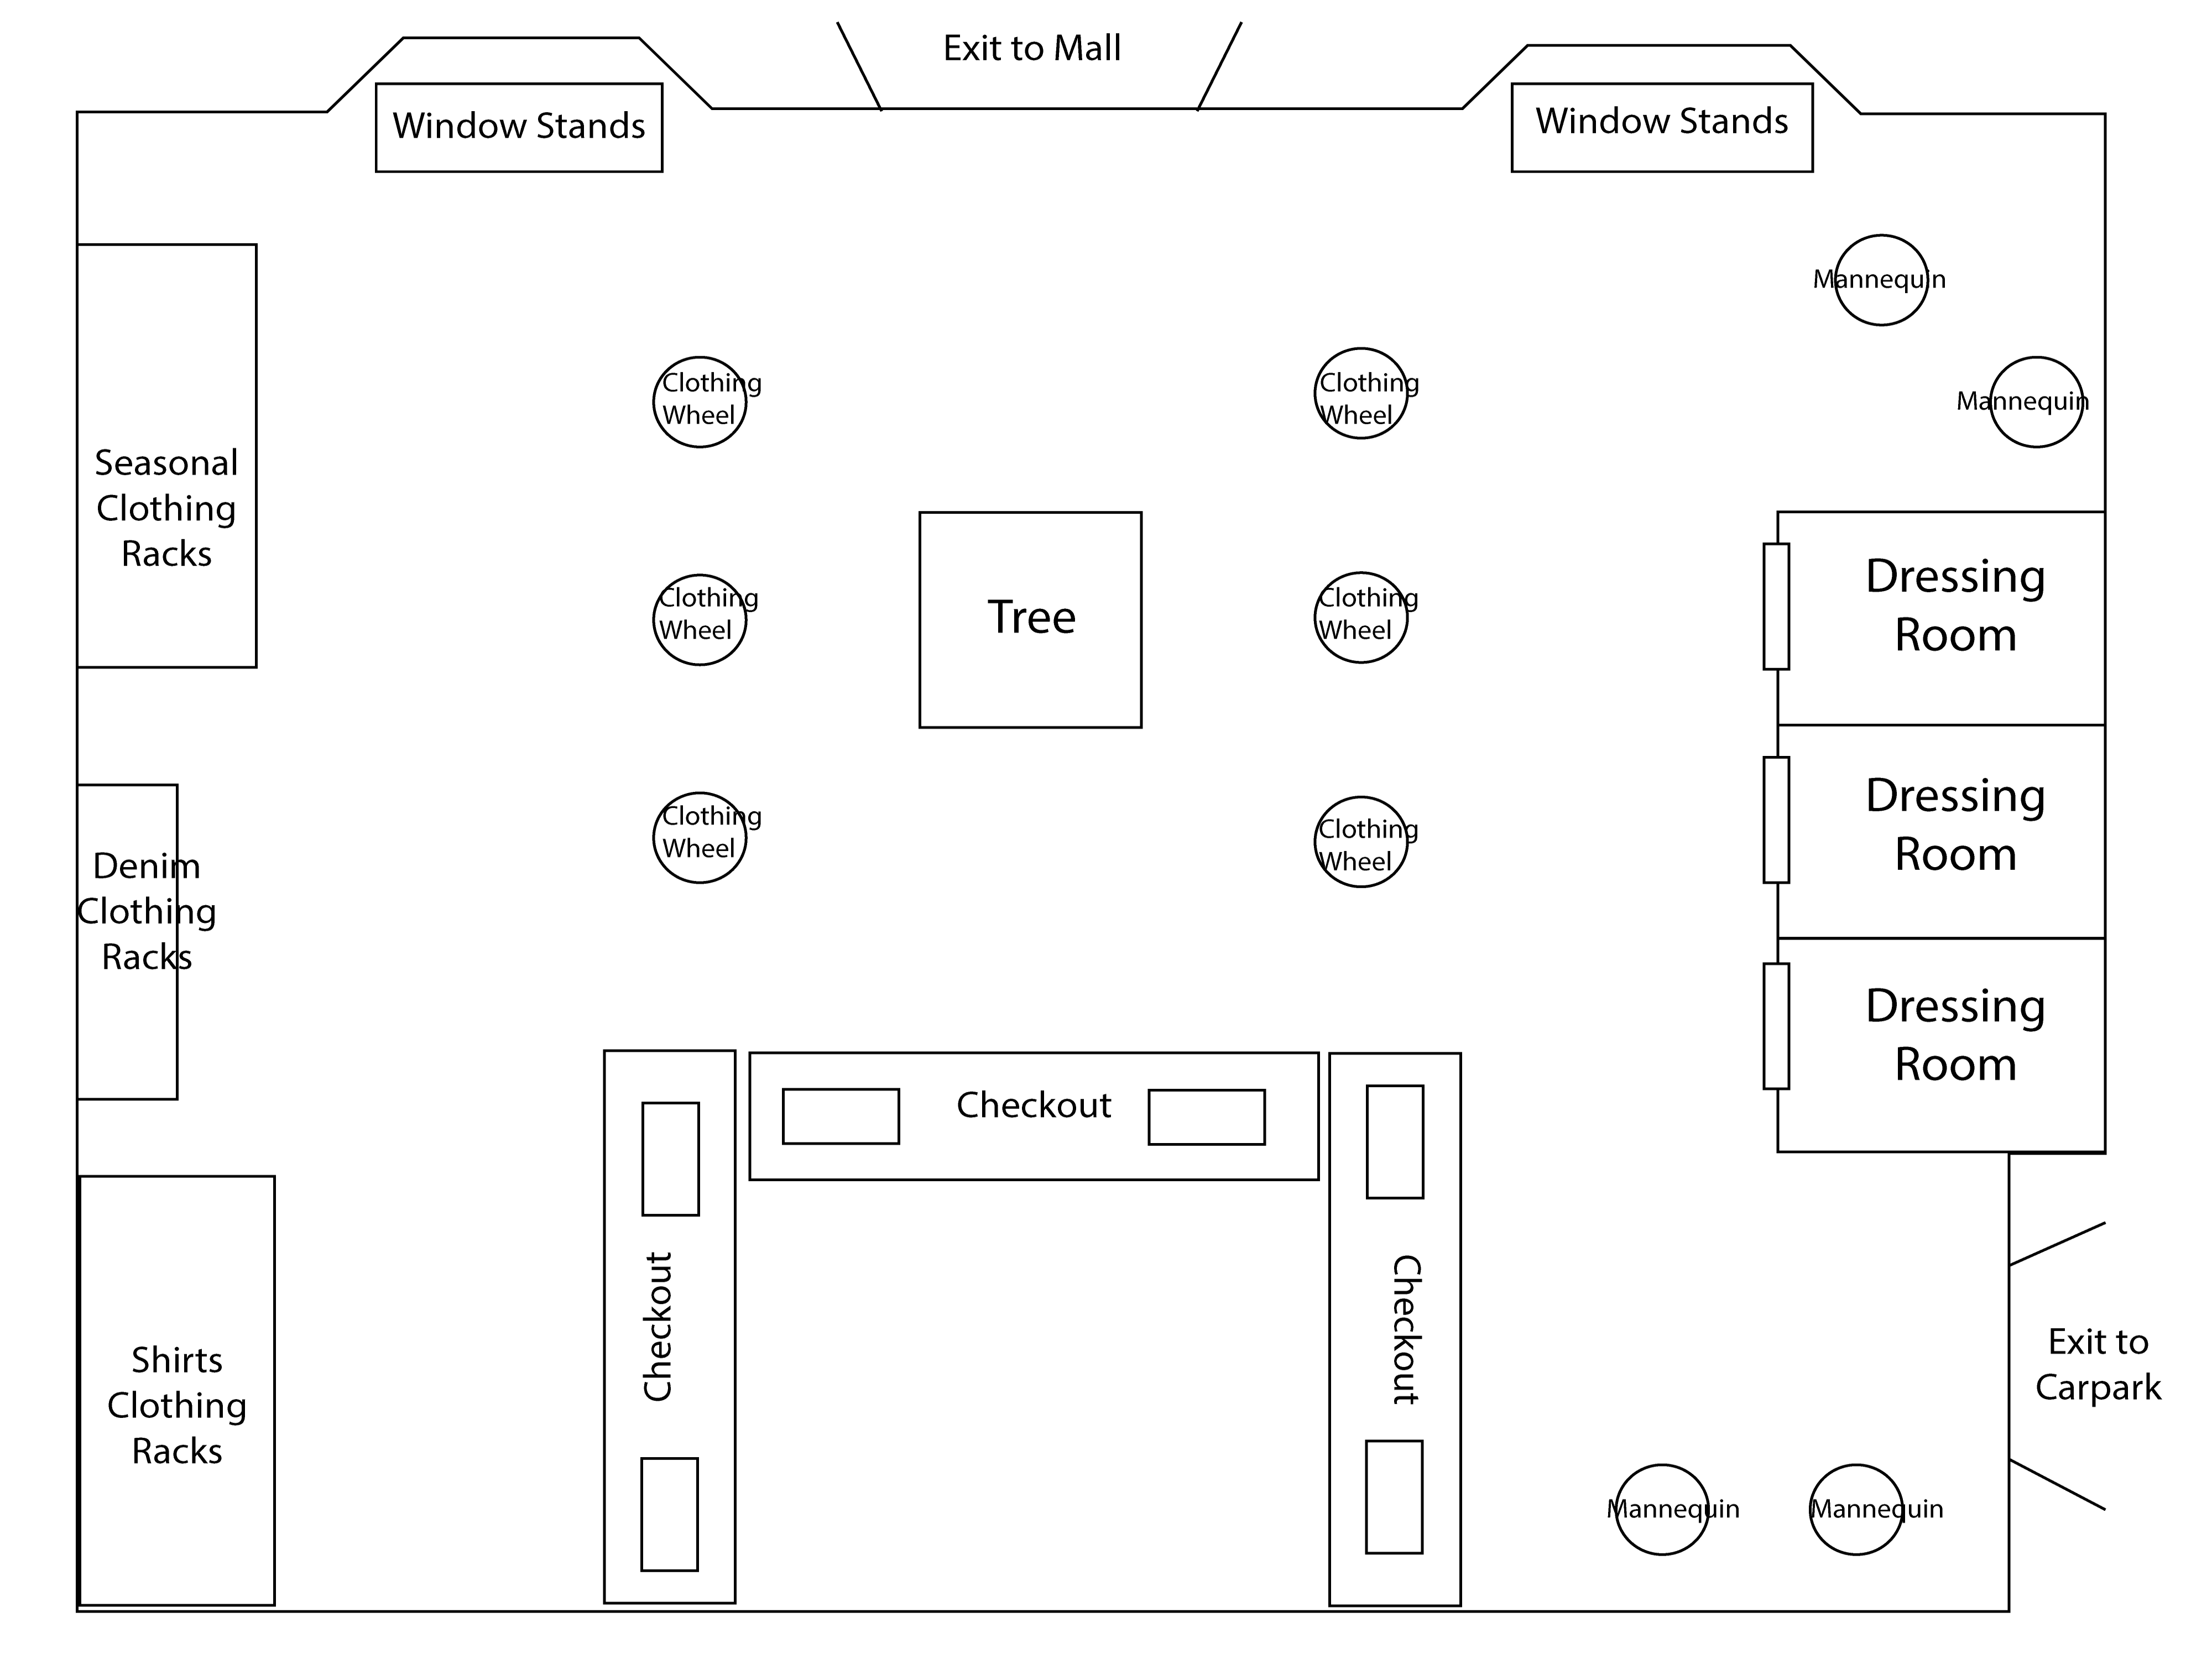 Exit to Mall
Window Stands
Window Stands
Mannequin
Mannequin
Clothing
Wheel
Clothing
Wheel
Seasonal
Clothing
Racks
Clothing
Wheel
Tree
Clothing
Wheel
Dressing
Room
Clothing
Wheel
Clothing
Wheel
Dressing
Room
Denim
Clothing
Racks
Dressing
Room
Checkout
Checkout
Checkout
Shirts
Clothing
Racks
Exit to
Carpark
Mannequin
Mannequin